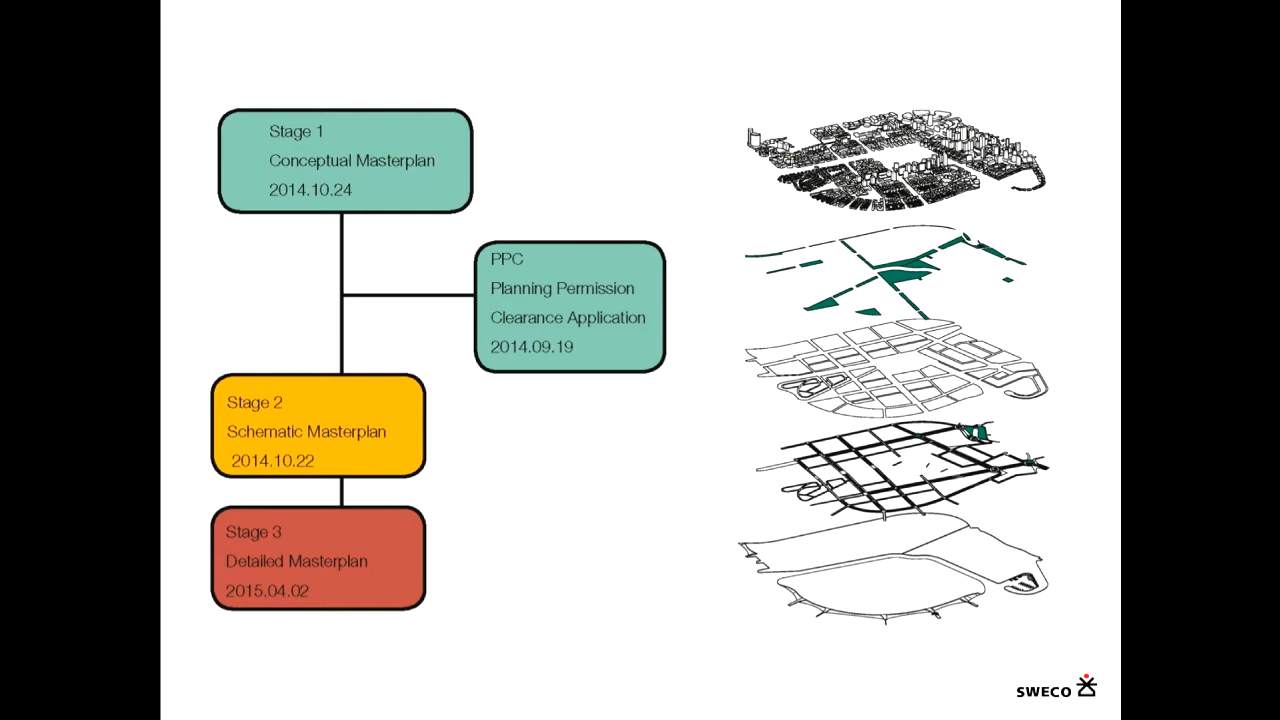 Stage 1
Conceptual Masterplan
2014.10.24
PPC
Planning Permission
Clearance Application
2014.09.19
Stage 2
Schematic Masterplan
2014.10.22
Stage 3
Detailed Masterplan
2015.04.02
SWECO